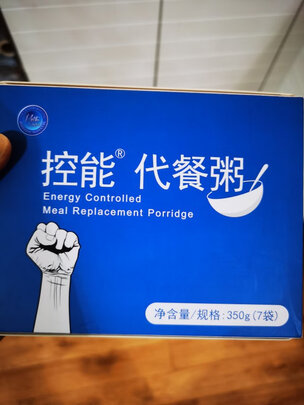 控能® 代餐粥
Energy Controlled
Meal Replacement Porridge
净含量/规格:350g(7袋)